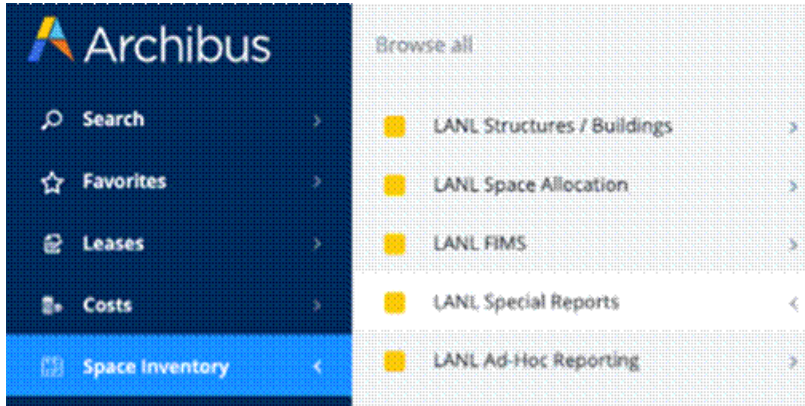 Archibus
Search
Favorites
Leases
Costs
Space Inventory
Browse all
LANL Structures / Buildings
LANL Space Allocation
LANL FIMS
LANL Special Reports
LANL Ad-Hoc Reporting